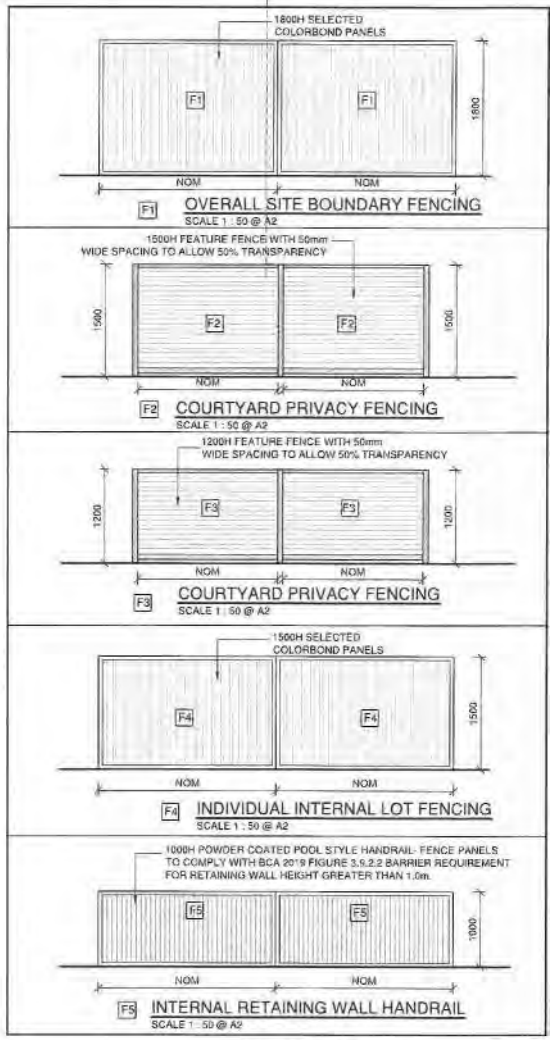 1800H SELECTED
COLORBOND PANELS
F1 F1
1800
NOM NOM
F1 OVERALL SITE BOUNDARY FENCING
SCALE 1 : 50 @ A2
1500H FEATURE FENCE WITH 50mm
WIDE SPACING TO ALLOW 50% TRANSPARENCY
1500 F2 F2 1500
NOM NOM
F2 COURTYARD PRIVACY FENCING
SCALE 1 : 50 @ A2
1200H FEATURE FENCE WITH 50mm
WIDE SPACING TO ALLOW 50% TRANSPARENCY
1200 F3 F3 1200
NOM NOM
F3 COURTYARD PRIVACY FENCING
SCALE 1 : 50 @ A2
1500H SELECTED
COLORBOND PANELS
F4 F4 1500
NOM NOM
F4 INDIVIDUAL INTERNAL LOT FENCING
SCALE 1 : 50 @ A2
1000H POWDER COATED POOL STYLE HANDRAIL- FENCE PANELS
TO COMPLY WITH BCA 2019 FIGURE 3.9.2.2 BARRIER REQUIREMENT
FOR RETAINING WALL HEIGHT GREATER THAN 1.0m.
F5 F5 1000
NOM NOM
F5 INTERNAL RETAINING WALL HANDRAIL
SCALE 1 : 50 @ A2